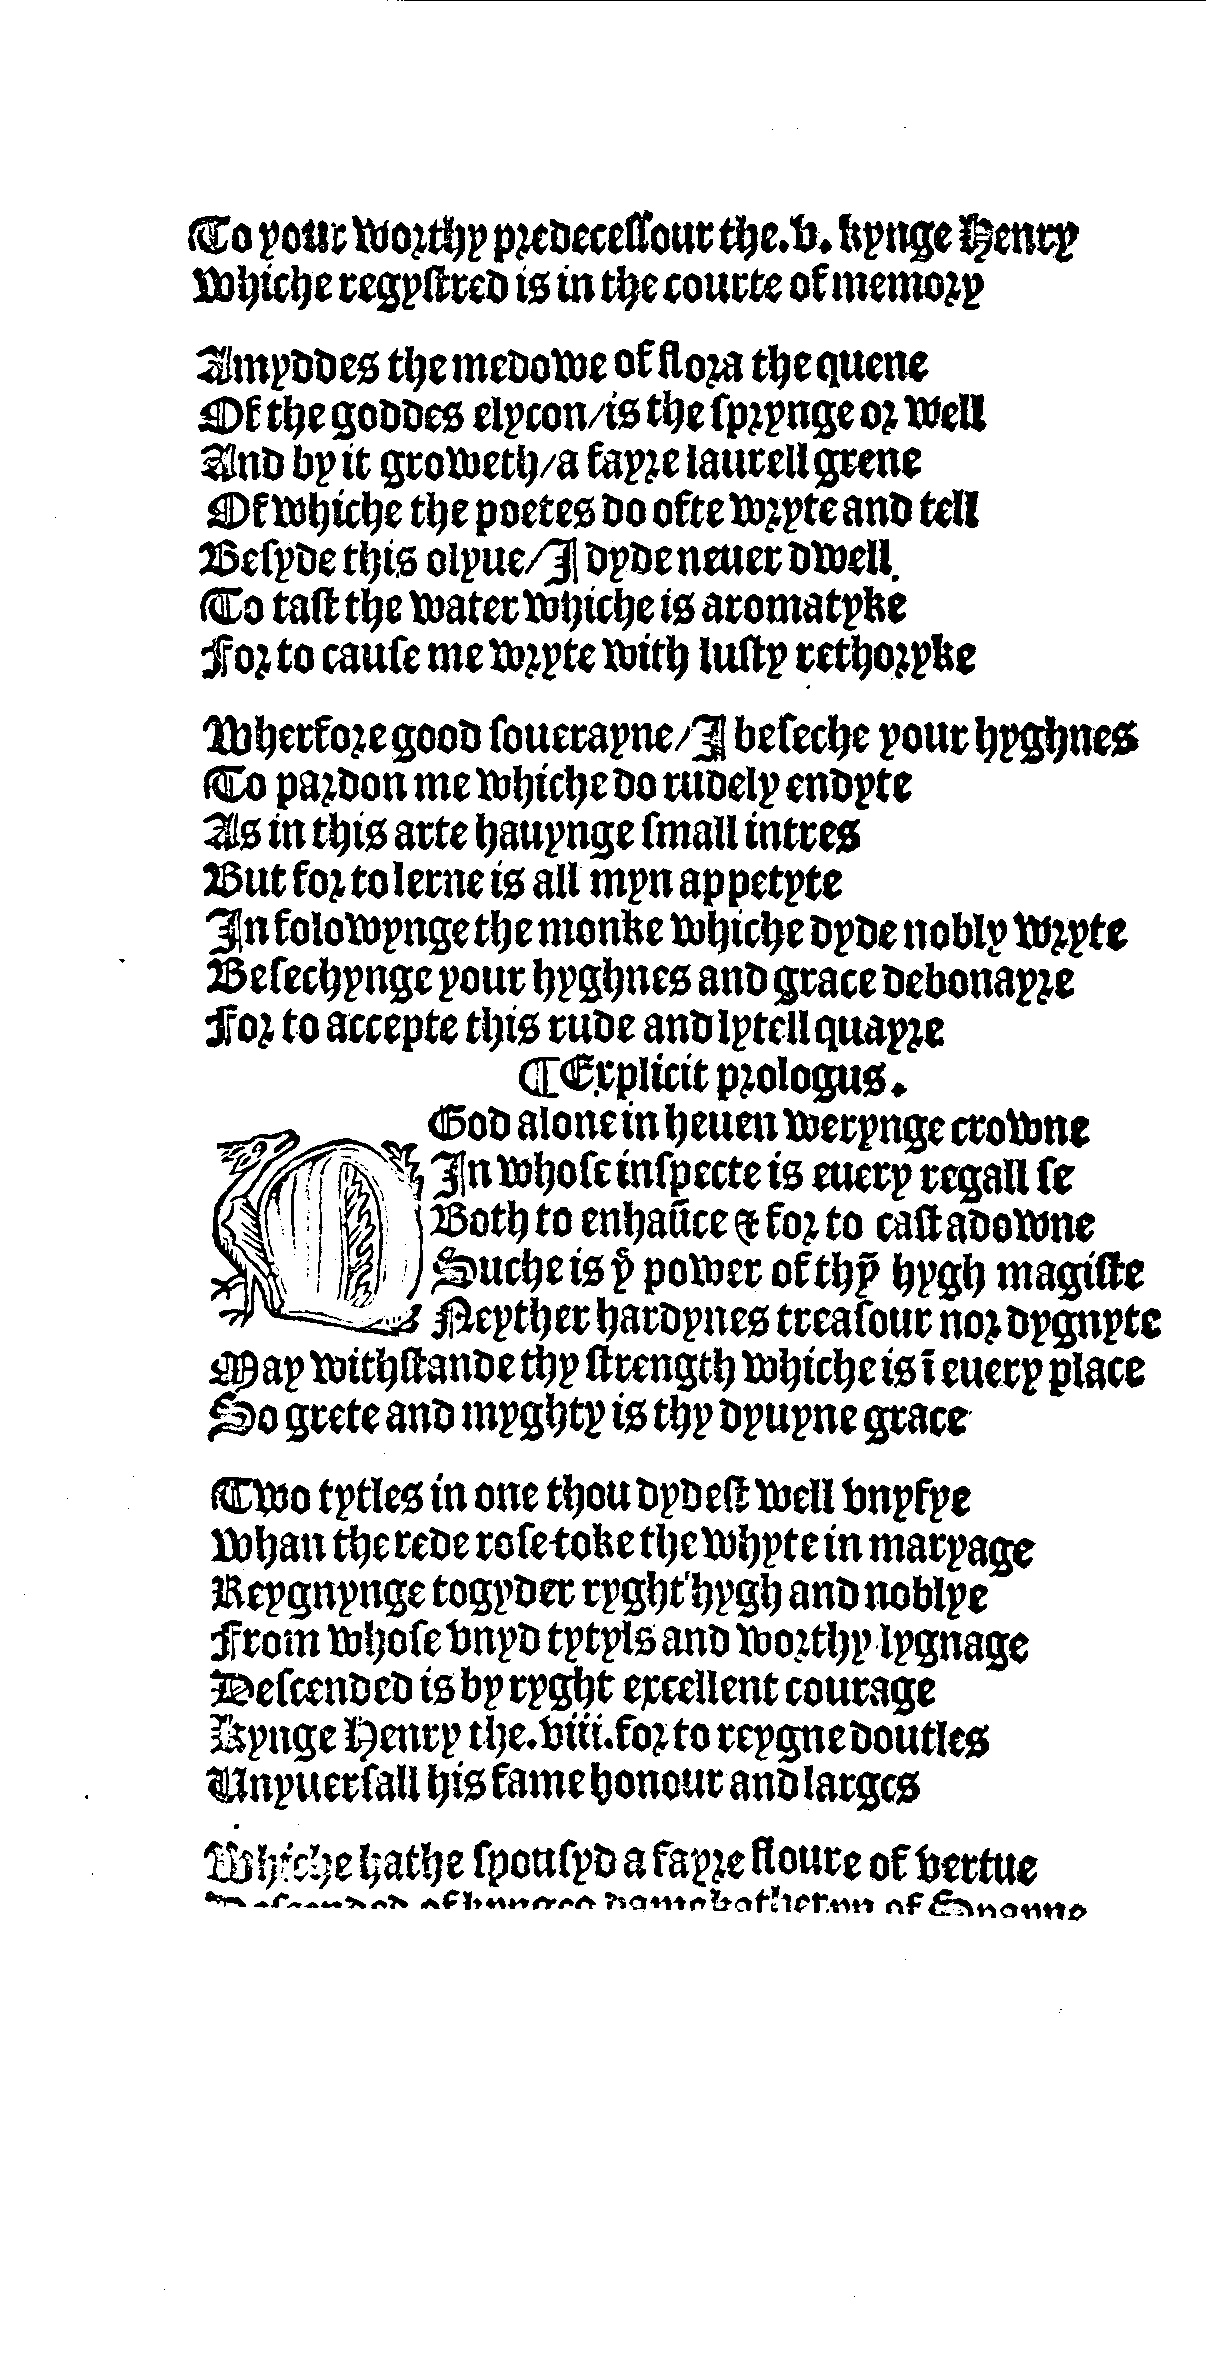 To your worthy predecessour the .v. kynge Henry
Whiche regystred is in the courte of memory
Amyddes the medowe of flora the quene
Of the goddes elycon/is the sprynge or well
And by it groweth/a fayre laurell grene
Of whiche the poetes do ofte wryte and tell
Besyde this olyue/I dyde neuer dwell.
To tast the water whiche is aromatyke
For to cause me wryte with lusty rethoryke
Wherfore good souerayne/I beseche your hyghnes
To pardon me whiche do rudely endyte
As in this arte hauynge small intres
But for to lerne is all myn appetyte
In folowynge the monke whiche dyde nobly wryte
Besechynge your hyghnes and grace debonayre
For to accepte this rude and lytell quayre
¶Explicit prologus.
O God alone in heuen werynge crowne
In whose inspecte is euery regall se
Both to enhaūce & for to cast adowne
Suche is yͤ power of thy̅ hygh magiste
Neyther hardynes treasour nor dygnyte
May withstande thy strength whiche is ī euery place
So grete and myghty is thy dyuyne grace
Two tytles in one thou dydest well vnyfye
Whan the rede rose toke the whyte in maryage
Reygnynge togyder ryght hygh and noblye
From whose vnyd tytyls and worthy lygnage
Descended is by ryght excellent courage
Kynge Henry the .viii. for to reygne doutles
Unyuersall his fame honour and larges
Whiche hathe spousyd a fayre floure of vertue
Descended of kynges dame katheryn of Spayne